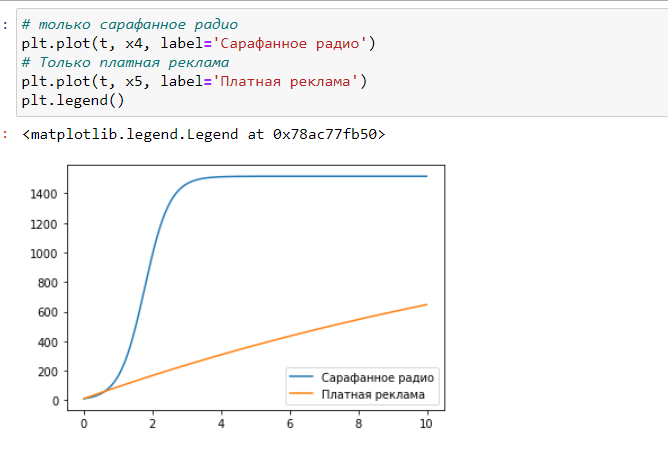 : # только сарафанное радио
plt.plot(t, x4, label='Сарафанное радио')
# Только платная реклама
plt.plot(t, x5, label='Платная реклама')
plt.legend()
: <matplotlib.legend.Legend at 0x78ac77fb50>
1400
1200
1000
800
600
400
200
0
Сарафанное радио
Платная реклама
0 2 4 6 8 10